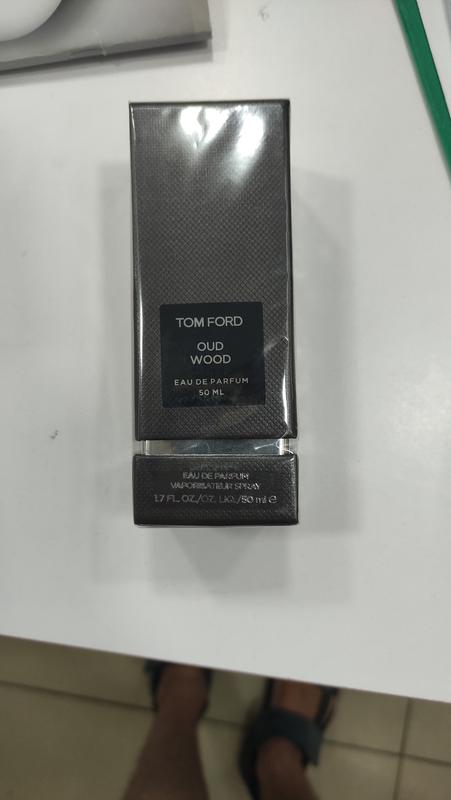 TOM FORD
OUD
WOOD
EAU DE PARFUM
50 ML
EAU DE PARFUM
VAPORISATEUR SPRAY
1.7 FL. OZ./OZ. LIQ./50 ml ℮